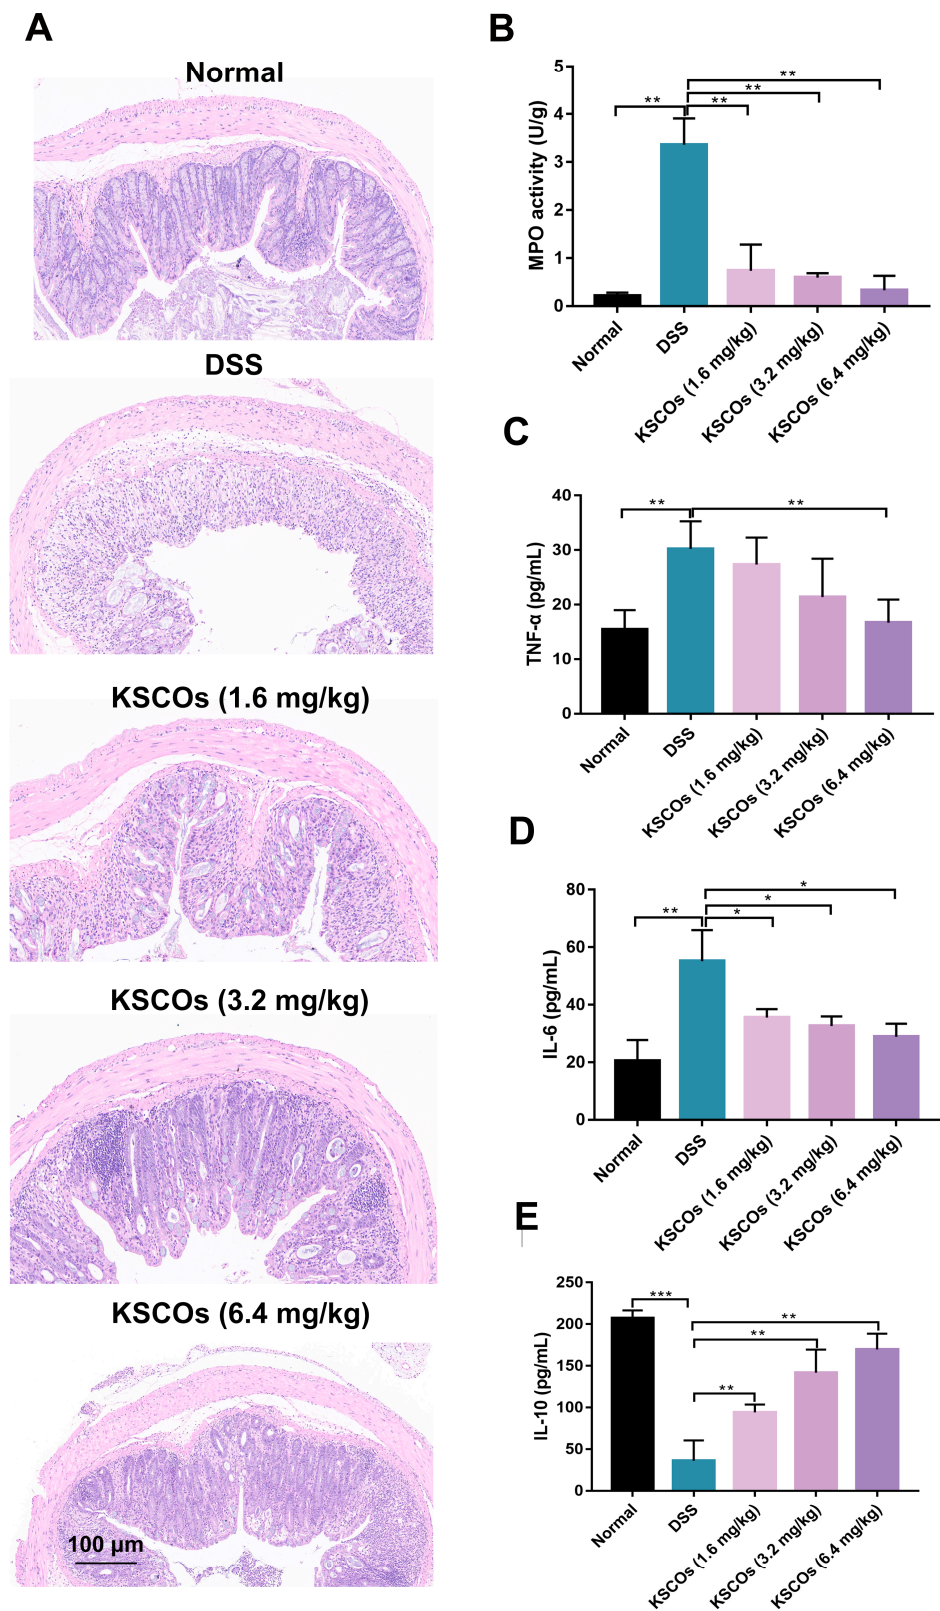 A
Normal
DSS
KSCOs (1.6 mg/kg)
KSCOs (3.2 mg/kg)
KSCOs (6.4 mg/kg)
100 μm
B
MPO activity (U/g)
5
4
3
2
1
0
**
**
**
**
Normal
DSS
KSCOs (1.6 mg/kg)
KSCOs (3.2 mg/kg)
KSCOs (6.4 mg/kg)
C
TNF-α (pg/mL)
40
30
20
10
0
**
**
Normal
DSS
KSCOs (1.6 mg/kg)
KSCOs (3.2 mg/kg)
KSCOs (6.4 mg/kg)
D
IL-6 (pg/mL)
80
60
40
20
0
**
*
*
*
Normal
DSS
KSCOs (1.6 mg/kg)
KSCOs (3.2 mg/kg)
KSCOs (6.4 mg/kg)
E
IL-10 (pg/mL)
250
200
150
100
50
0
***
**
**
**
Normal
DSS
KSCOs (1.6 mg/kg)
KSCOs (3.2 mg/kg)
KSCOs (6.4 mg/kg)